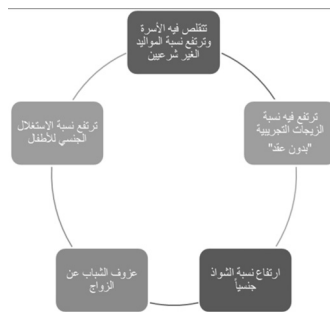 تتقلص فيه الأسرة
وترتفع نسبة المواليد
الغير شرعيين
ترتفع فيه نسبة
الزيجات التجريبية
"بدون عقد"
ارتفاع نسبة الشواذ
جنسياً
عزوف الشباب عن
الزواج
ترتفع نسبة الاستغلال
الجنسي للأطفال